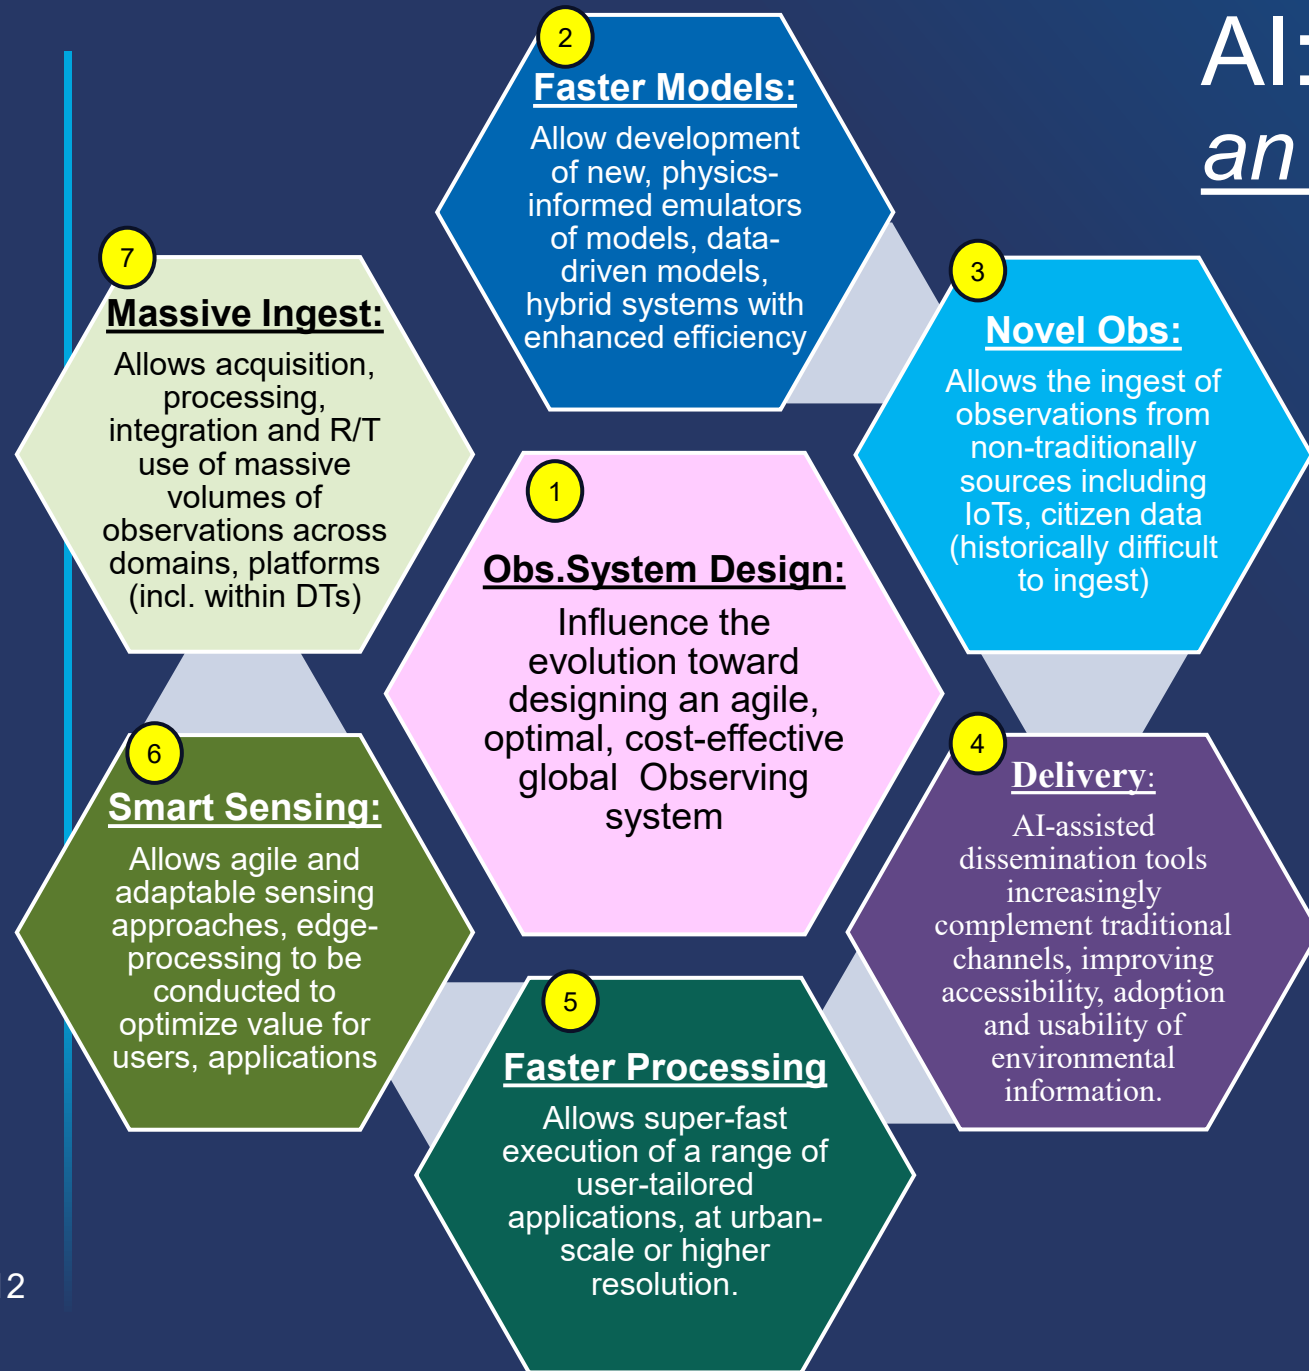 AI:
an
2
Faster Models:
Allow development
of new, physics-
informed emulators
of models, data-
driven models,
hybrid systems with
enhanced efficiency
7
Massive Ingest:
Allows acquisition,
processing,
integration and R/T
use of massive
volumes of
observations across
domains, platforms
(incl. within DTs)
3
Novel Obs:
Allows the ingest of
observations from
non-traditionally
sources including
IoTs, citizen data
(historically difficult
to ingest)
1
Obs.System Design:
Influence the
evolution toward
designing an agile,
optimal, cost-effective
global  Observing
system
6
Smart Sensing:
Allows agile and
adaptable sensing
approaches, edge-
processing to be
conducted to
optimize value for
users, applications
4
Delivery:
AI-assisted
dissemination tools
increasingly
complement traditional
channels, improving
accessibility, adoption
and usability of
environmental
information.
5
Faster Processing
Allows super-fast
execution of a range of
user-tailored
applications, at urban-
scale or higher
resolution.
12